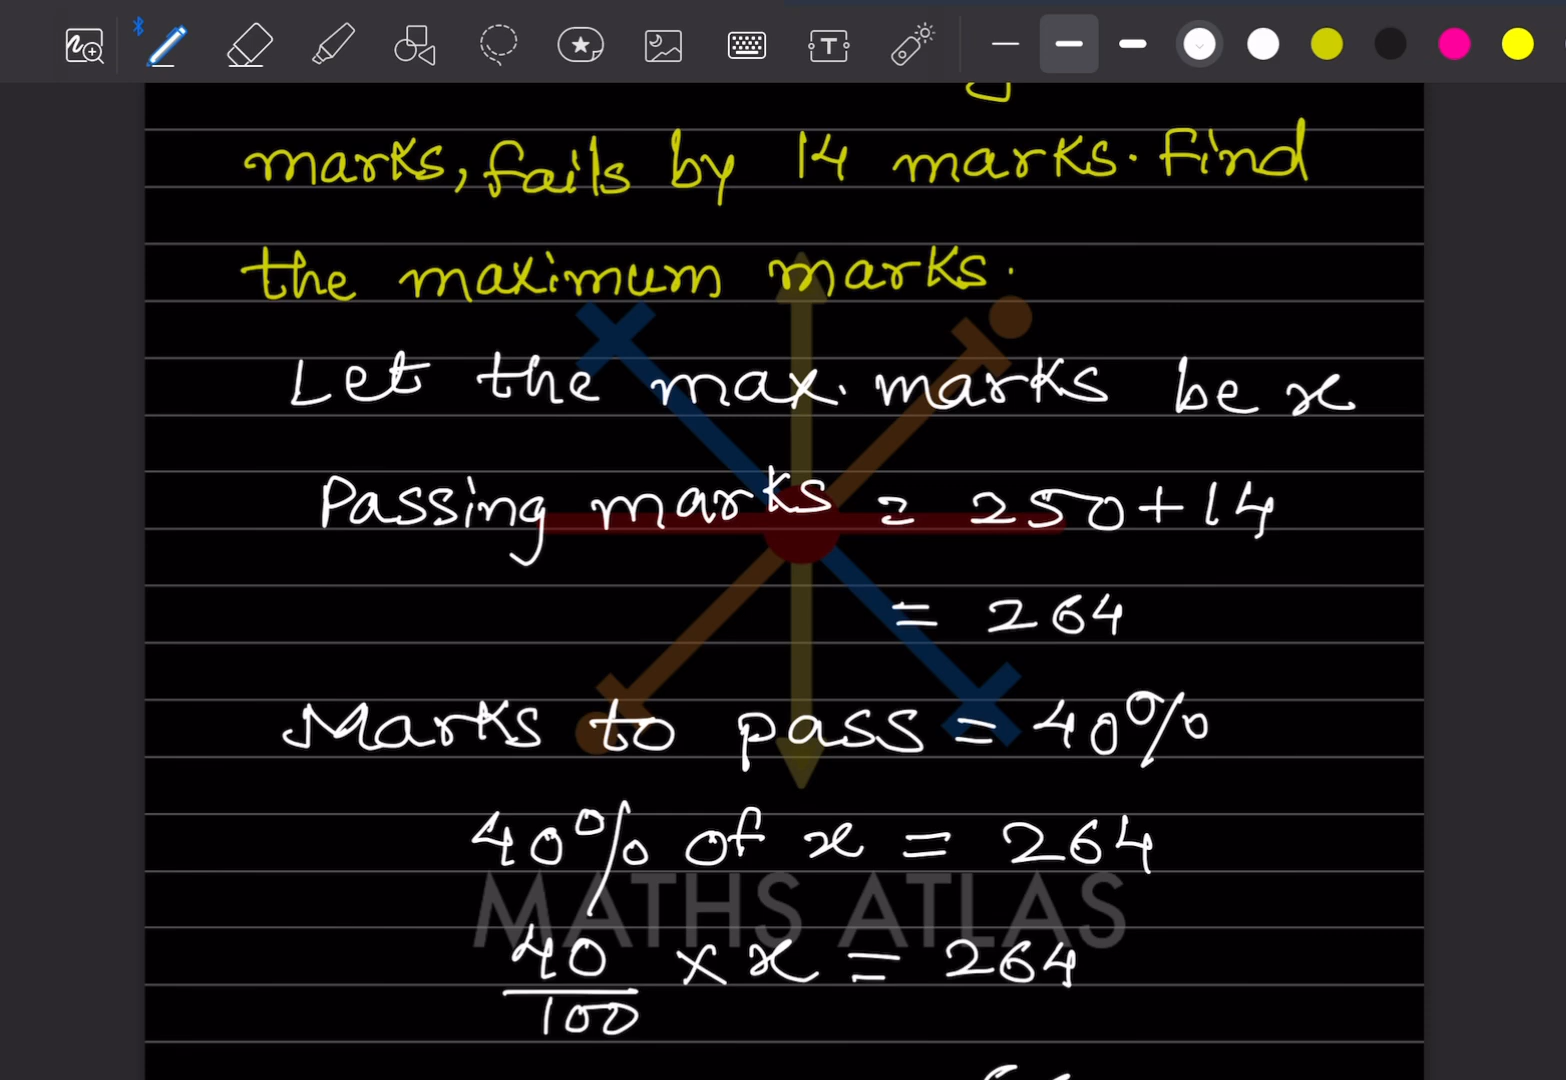 marks, fails by 14 marks. Find
the maximum marks.
Let the max. marks be x
Passing marks = 250+14
= 264
Marks to pass = 40%
40% of x = 264
MATHS ATLAS
40/100 × x = 264